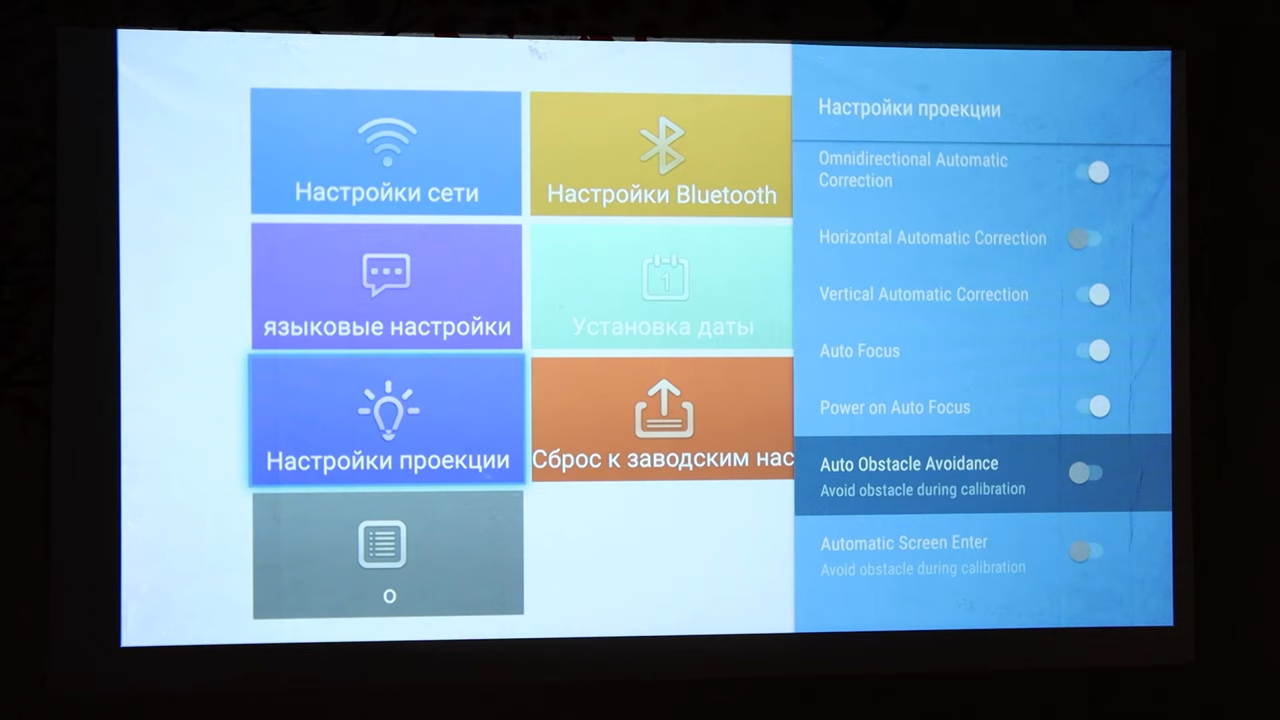 Настройки сети
Настройки Bluetooth
языковые настройки
1
Установка даты
Настройки проекции
Сброс к заводским нас
о
Настройки проекции
Omnidirectional Automatic
Correction
Horizontal Automatic Correction
Vertical Automatic Correction
Auto Focus
Power on Auto Focus
Auto Obstacle Avoidance
Avoid obstacle during calibration
Automatic Screen Enter
Avoid obstacle during calibration